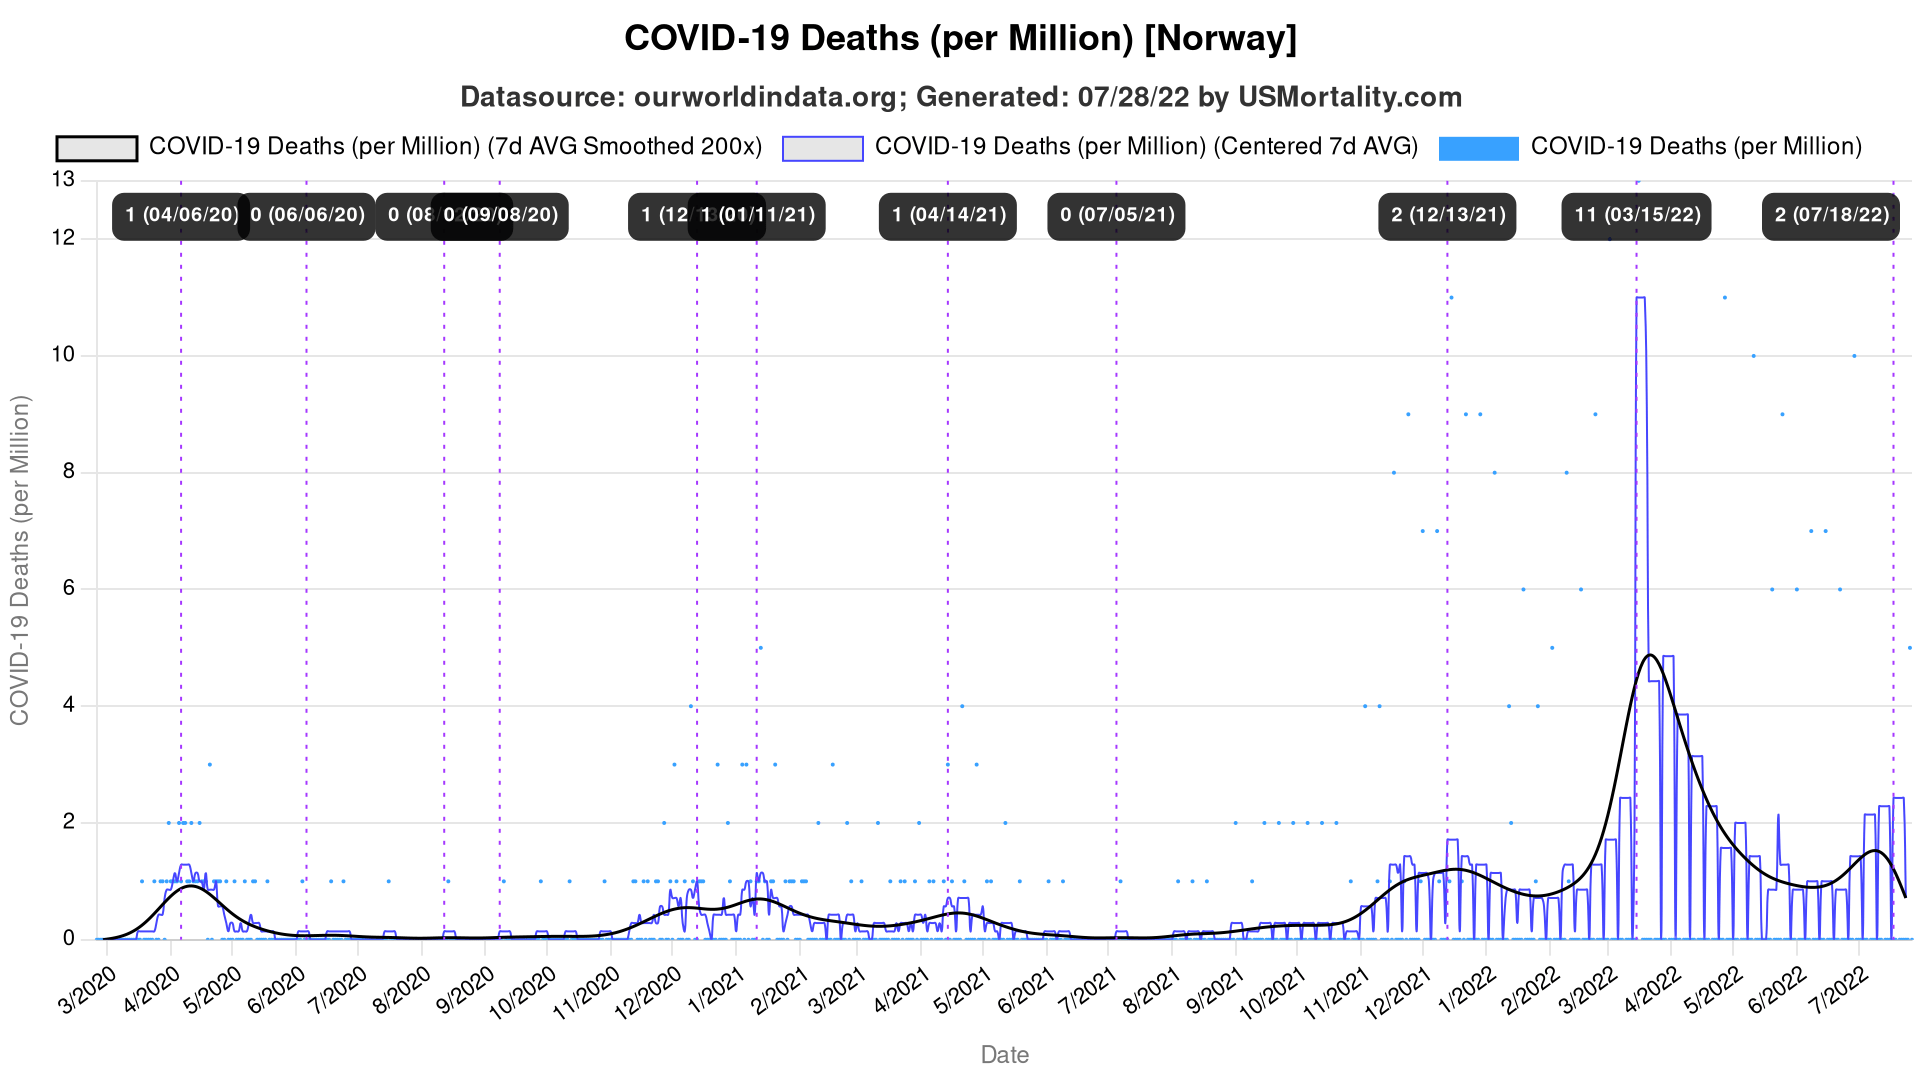 COVID-19 Deaths (per Million) [Norway]
Datasource: ourworldindata.org; Generated: 07/28/22 by USMortality.com
COVID-19 Deaths (per Million) (7d AVG Smoothed 200x) COVID-19 Deaths (per Million) (Centered 7d AVG) COVID-19 Deaths (per Million)
1 (04/06/20) 0 (06/06/20) 0 (08/ 0 (09/08/20) 1 (12/ 1 (01/11/21) 1 (04/14/21) 0 (07/05/21) 2 (12/13/21) 11 (03/15/22) 2 (07/18/22)
13
12
10
8
6
4
2
0
COVID-19 Deaths (per Million)
3/2020 4/2020 5/2020 6/2020 7/2020 8/2020 9/2020 10/2020 11/2020 12/2020 1/2021 2/2021 3/2021 4/2021 5/2021 6/2021 7/2021 8/2021 9/2021 10/2021 11/2021 12/2021 1/2022 2/2022 3/2022 4/2022 5/2022 6/2022 7/2022
Date